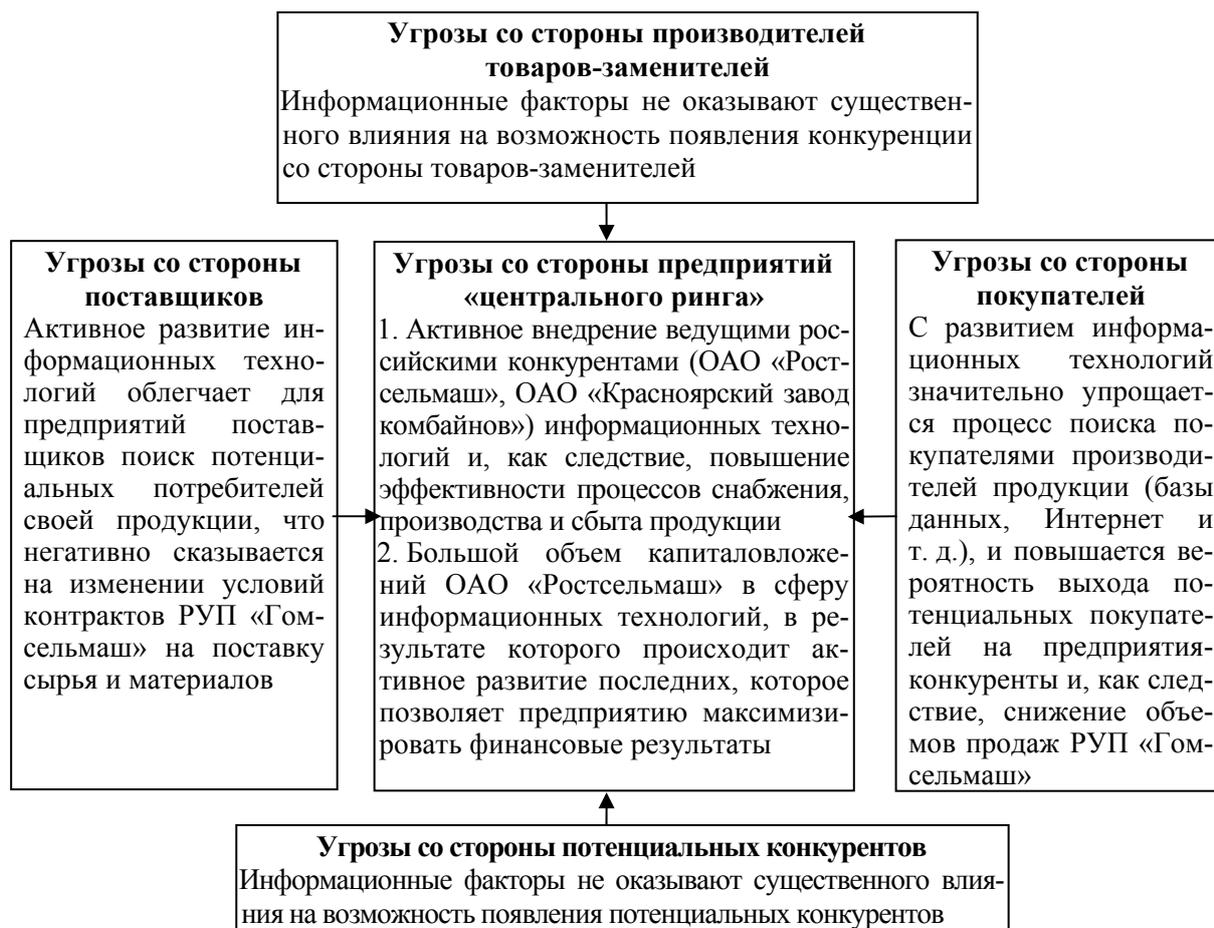 Угрозы со стороны производителей
товаров-заменителей
Информационные факторы не оказывают существен-
ного влияния на возможность появления конкуренции
со стороны товаров-заменителей
Угрозы со стороны
поставщиков
Активное развитие ин-
формационных техно-
логий облегчает для
предприятий постав-
щиков поиск потенци-
альных потребителей
своей продукции, что
негативно сказывается
на изменении условий
контрактов РУП «Гом-
сельмаш» на поставку
сырья и материалов
Угрозы со стороны предприятий
«центрального ринга»
1. Активное внедрение ведущими рос-
сийскими конкурентами (ОАО «Рост-
сельмаш», ОАО «Красноярский завод
комбайнов») информационных техно-
логий и, как следствие, повышение
эффективности процессов снабжения,
производства и сбыта продукции
2. Большой объем капиталовложе-
ний ОАО «Ростсельмаш» в сферу
информационных технологий, в ре-
зультате которого происходит ак-
тивное развитие последних, которое
позволяет предприятию максимизи-
ровать финансовые результаты
Угрозы со стороны
покупателей
С развитием информа-
ционных технологий
значительно упрощает-
ся процесс поиска по-
купателями производи-
телей продукции (базы
данных, Интернет и
т. д.), и повышается ве-
роятность выхода по-
тенциальных покупате-
лей на предприятия-
конкуренты и, как след-
ствие, снижение объе-
мов продаж РУП «Гом-
сельмаш»
Угрозы со стороны потенциальных конкурентов
Информационные факторы не оказывают существенного влия-
ния на возможность появления потенциальных конкурентов